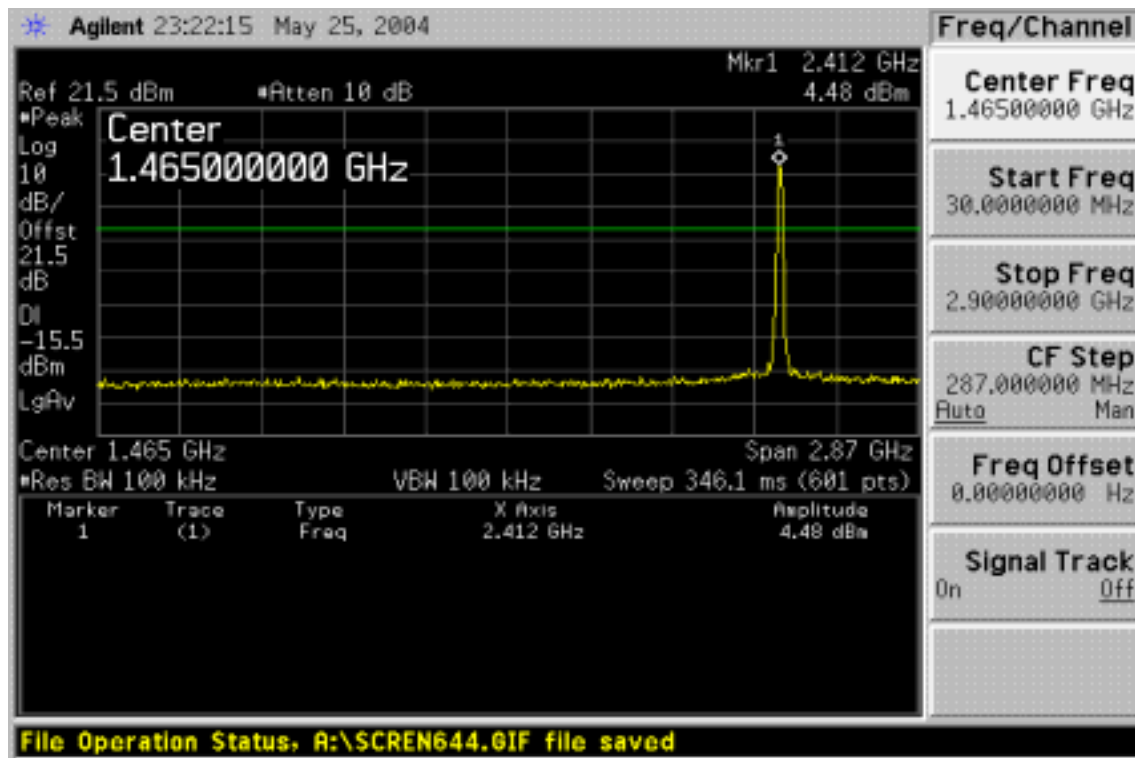 Agilent 23:22:15 May 25, 2004
Freq/Channel
Mkr1 2.412 GHz
Ref 21.5 dBm #Atten 10 dB 4.48 dBm
#Peak
Log
10
dB/
Offst
21.5
dB
DI
-15.5
dBm
LgAv
Center
1.465000000 GHz
1
Center 1.465 GHz Span 2.87 GHz
#Res BW 100 kHz VBW 100 kHz Sweep 346.1 ms (601 pts)
Marker Trace Type X Axis Amplitude
1 (1) Freq 2.412 GHz 4.48 dBm
Center Freq
1.46500000 GHz
Start Freq
30.0000000 MHz
Stop Freq
2.90000000 GHz
CF Step
287.000000 MHz
Auto Man
Freq Offset
0.00000000 Hz
Signal Track
On Off
File Operation Status, A:\SCREN644.GIF file saved